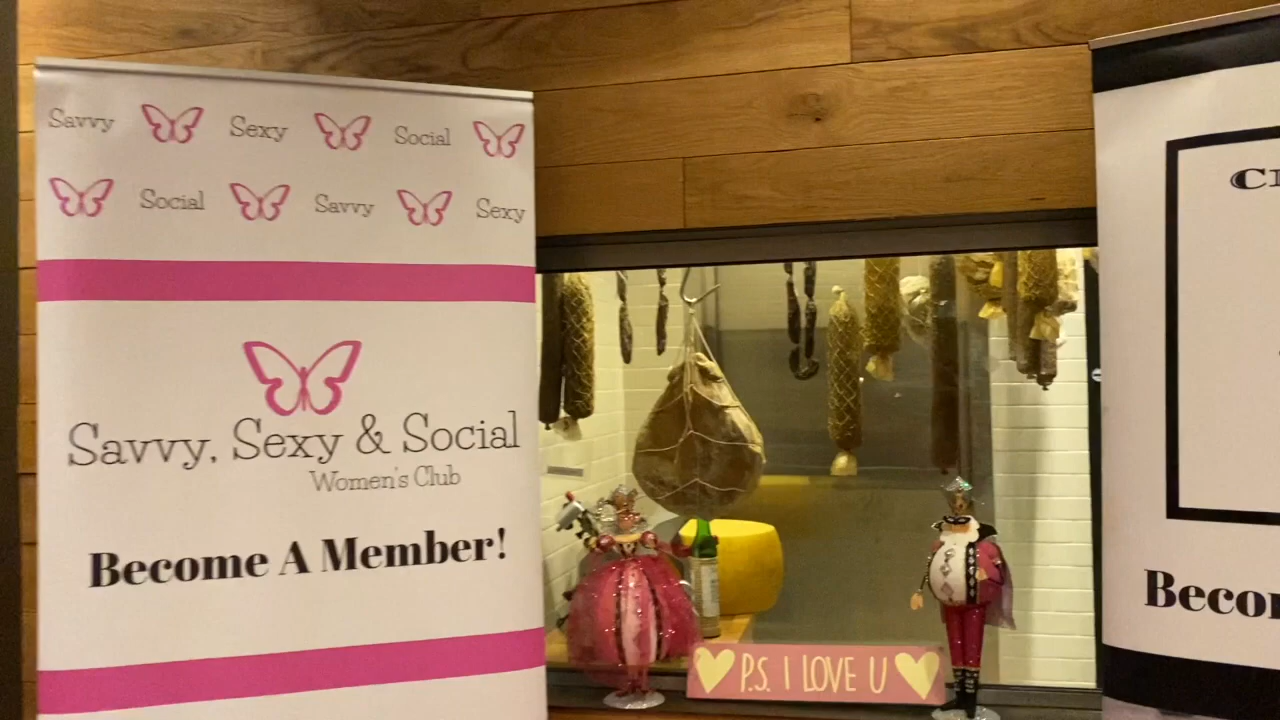 Savvy Sexy Social
Social Savvy Sexy
Savvy, Sexy & Social
Women's Club
Become A Member!
P.S. I LOVE U